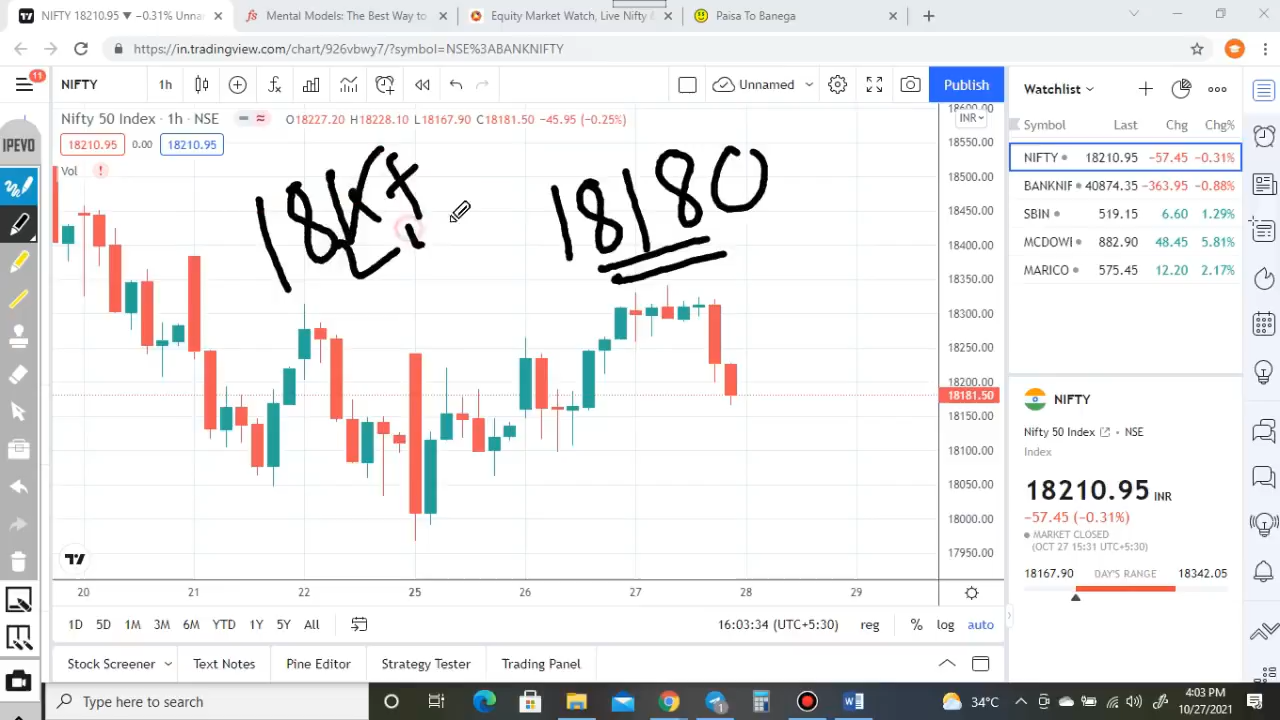 NIFTY 18210.95 ▼ −0.31% Unnar
Mental Models: The Best Way to
Equity Market Watch, Live Nifty
Paisa To Banega
https://in.tradingview.com/chart/926vbwy7/?symbol=NSE%3ABANKNIFTY
11
NIFTY 1h Unnamed Publish
Watchlist
Nifty 50 Index · 1h · NSE O18227.20 H18228.10 L18167.90 C18181.50 −45.95 (−0.25%)
18210.95 0.00 18210.95
Vol
IPEVO
18180
INR
18600.00
18550.00
18500.00
18450.00
18400.00
18350.00
18300.00
18250.00
18200.00
18181.50
18150.00
18100.00
18050.00
18000.00
17950.00
20 21 22 25 26 27 28 29
Symbol Last Chg Chg%
NIFTY 18210.95 −57.45 −0.31%
BANKNIF 40874.35 −363.95 −0.88%
SBIN 519.15 6.60 1.29%
MCDOWI 882.90 48.45 5.81%
MARICO 575.45 12.20 2.17%
NIFTY
Nifty 50 Index • NSE
Index
18210.95 INR
−57.45 (−0.31%)
MARKET CLOSED
(OCT 27 15:31 UTC+5:30)
18167.90 DAY'S RANGE 18342.05
1D 5D 1M 3M 6M YTD 1Y 5Y All
16:03:34 (UTC+5:30) reg % log auto
Stock Screener Text Notes Pine Editor Strategy Tester Trading Panel
Type here to search
34°C
4:03 PM
10/27/2021